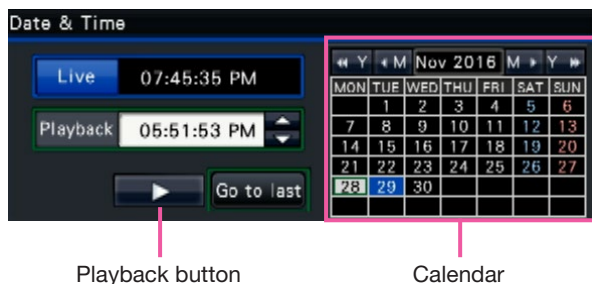 Date & Time
Live 07:45:35 PM
Playback 05:51:53 PM
Go to last
Y M Nov 2016 M Y
MON TUE WED THU FRI SAT SUN
1 2 3 4 5 6
7 8 9 10 11 12 13
14 15 16 17 18 19 20
21 22 23 24 25 26 27
28 29 30
Playback button
Calendar